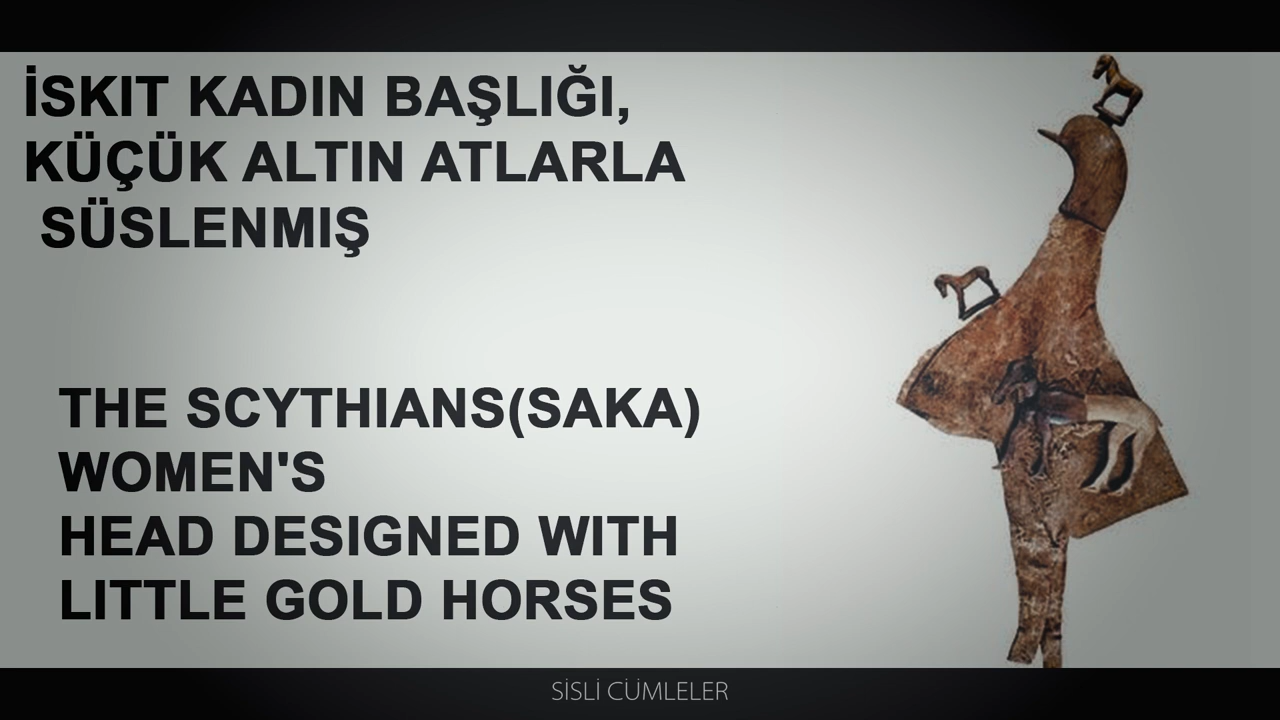 İSKIT KADIN BAŞLIĞI,
KÜÇÜK ALTIN ATLARLA
SÜSLENMIŞ
THE SCYTHIANS(SAKA)
WOMEN'S
HEAD DESIGNED WITH
LITTLE GOLD HORSES
SİSLİ CÜMLELER